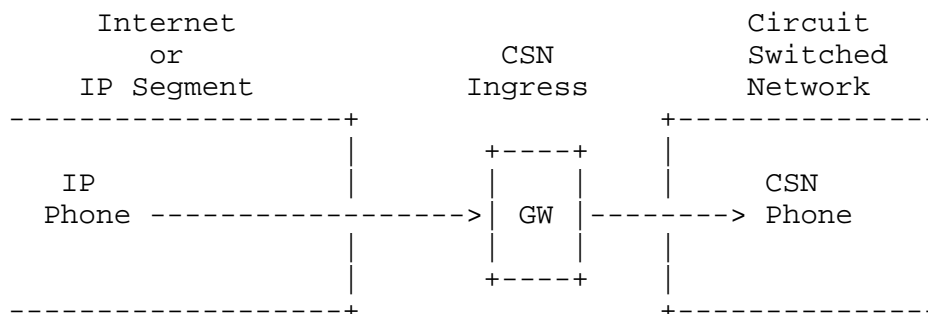 Internet Circuit
or CSN Switched
IP Segment Ingress Network
IP CSN
Phone GW Phone